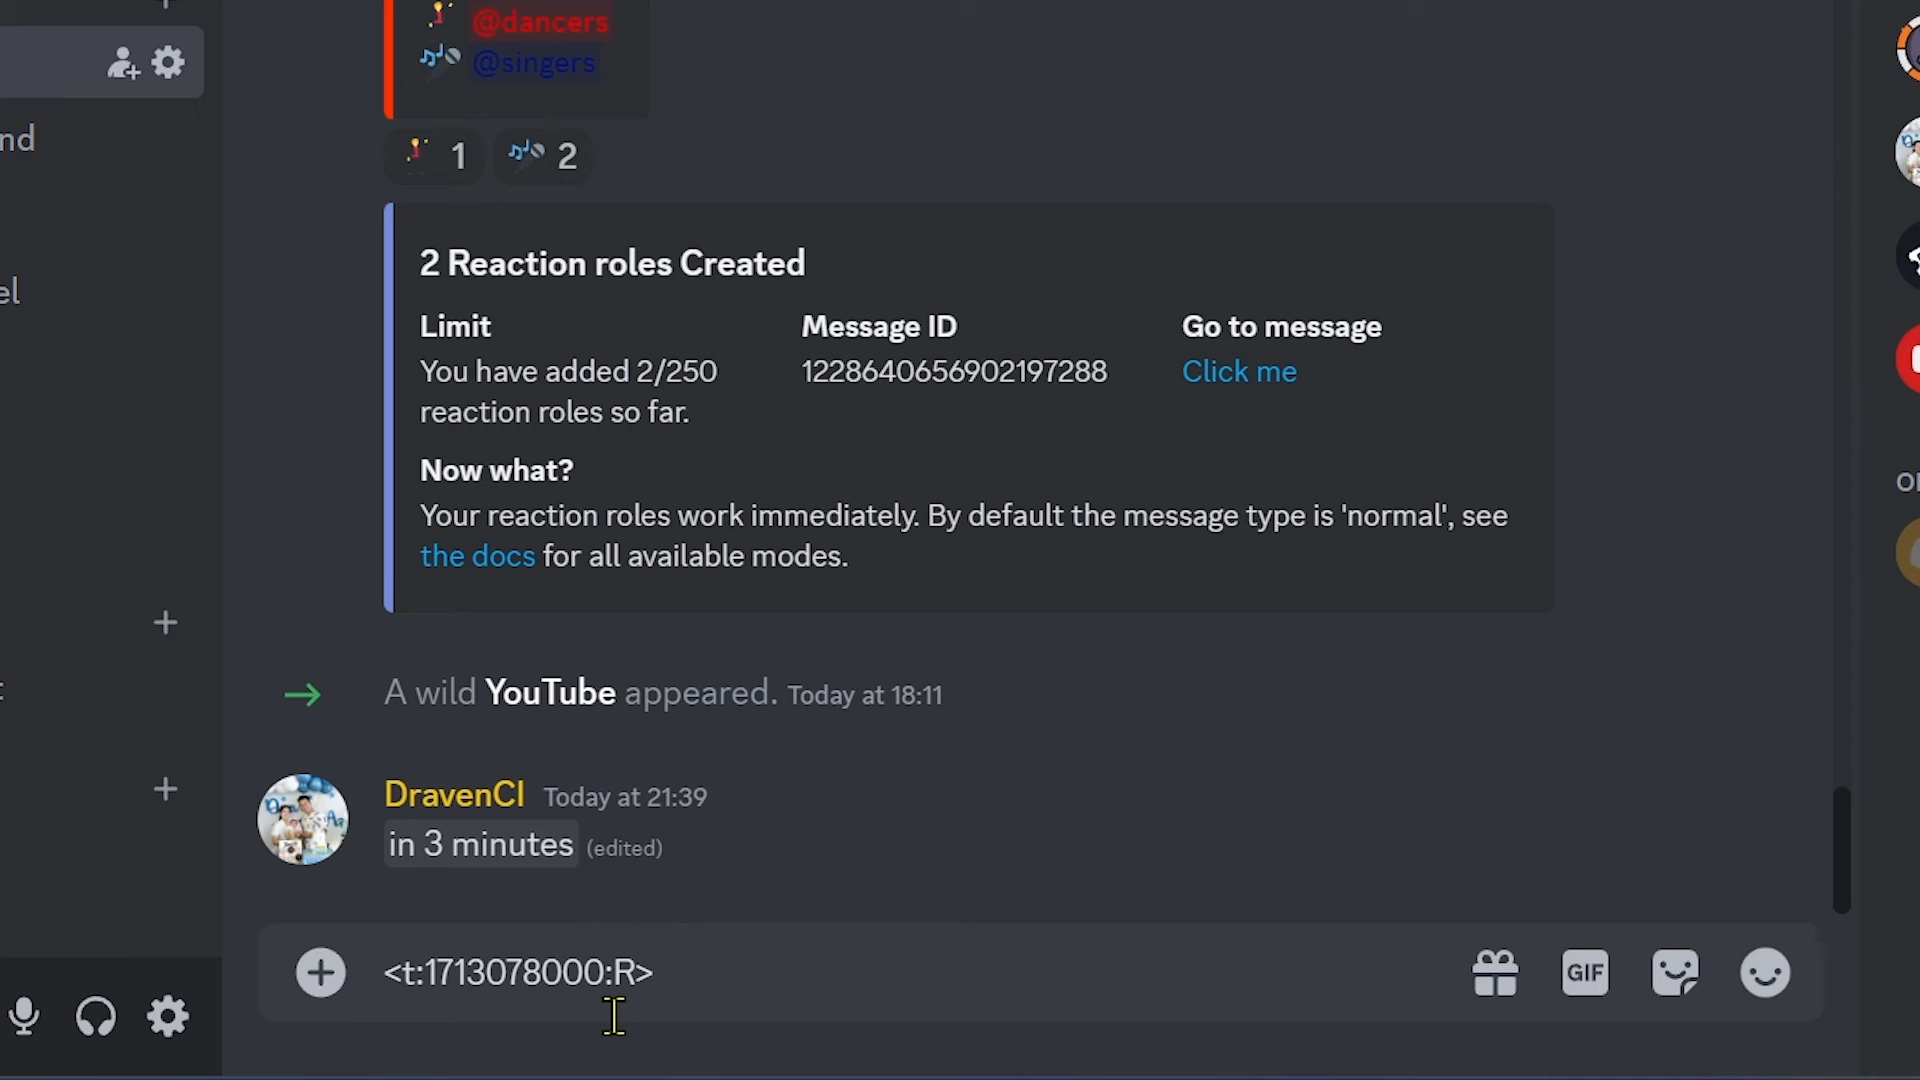 @dancers
@singers
nd
1 2
2 Reaction roles Created
el
Limit Message ID Go to message
You have added 2/250 1228640656902197288 Click me
reaction roles so far.
Now what?
Your reaction roles work immediately. By default the message type is 'normal', see
the docs for all available modes.
A wild YouTube appeared. Today at 18:11
DravenCI Today at 21:39
in 3 minutes (edited)
<t:1713078000:R>
GIF